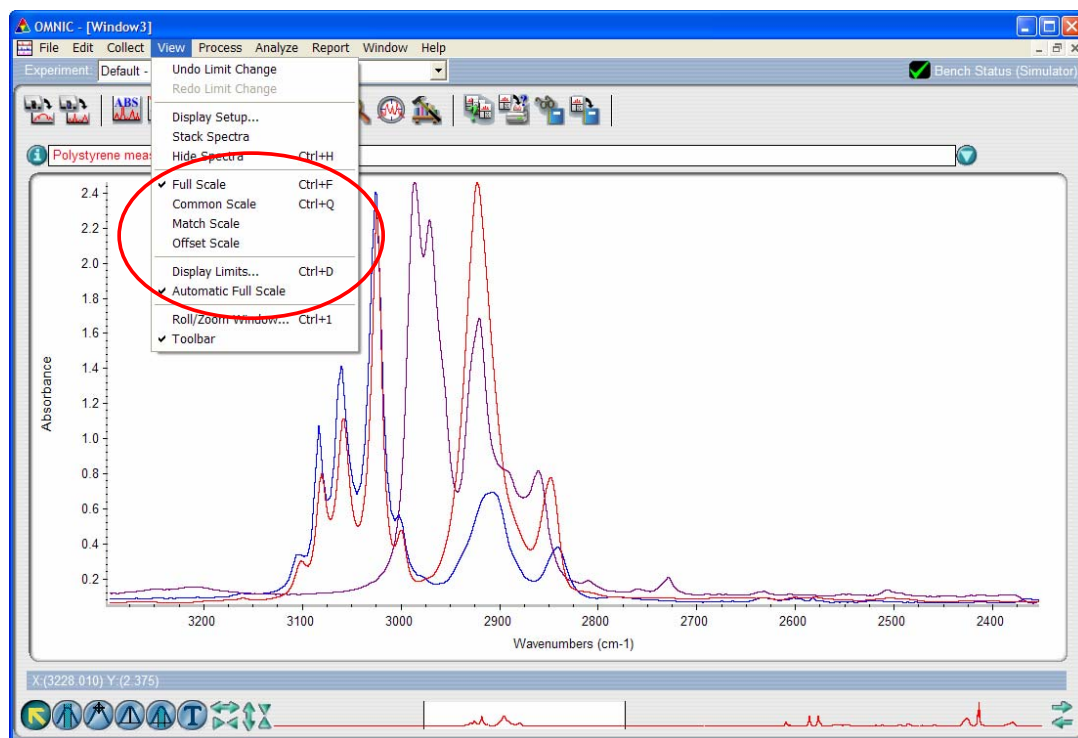 OMNIC - [Window3]
File Edit Collect View Process Analyze Report Window Help
Experiment: Default -
Bench Status (Simulator)
Undo Limit Change
Redo Limit Change
ABS
Display Setup...
Stack Spectra
Hide Spectra Ctrl+H
Polystyrene meas
Full Scale Ctrl+F
Common Scale Ctrl+Q
Match Scale
Offset Scale
Display Limits... Ctrl+D
Automatic Full Scale
Roll/Zoom Window... Ctrl+1
Toolbar
2.4
2.2
2.0
1.8
1.6
1.4
1.2
1.0
0.8
0.6
0.4
0.2
Absorbance
3200 3100 3000 2900 2800 2700 2600 2500 2400
Wavenumbers (cm-1)
X:(3228.010) Y:(2.375)
T